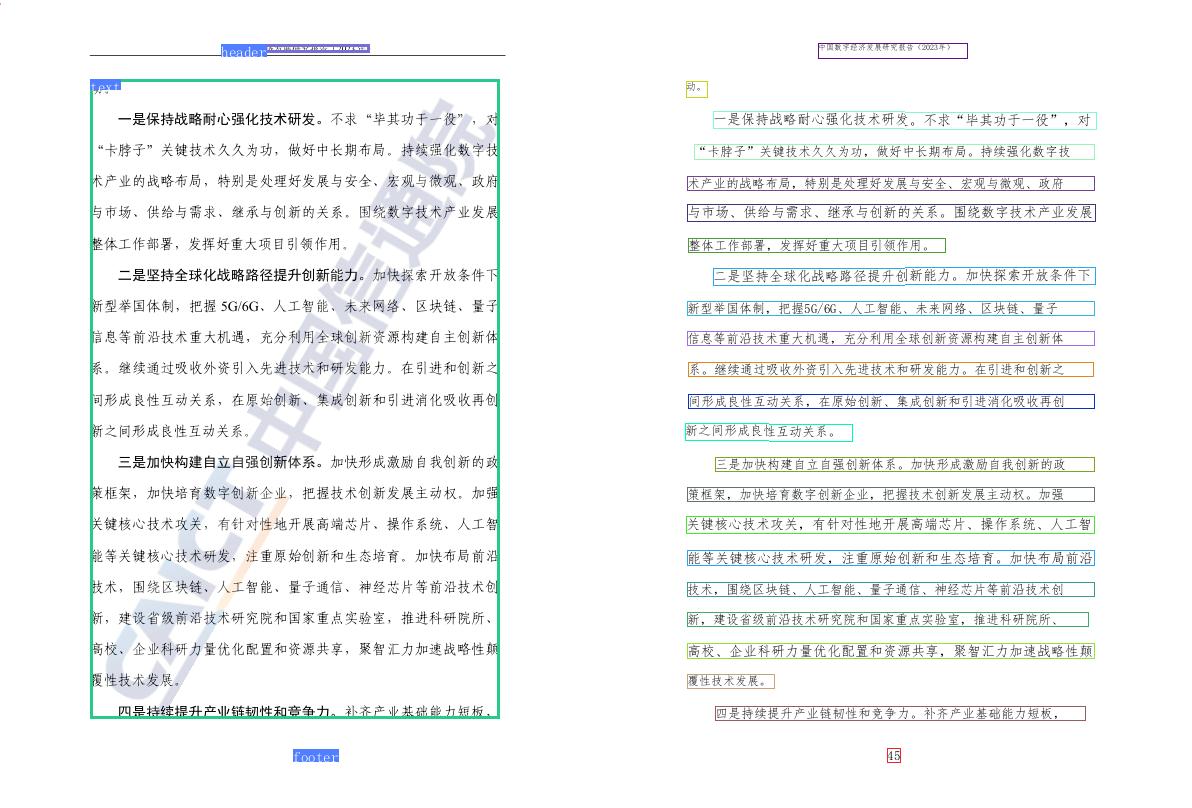 header
text
一是保持战略耐心强化技术研发。不求“毕其功于一役”，对
“卡脖子”关键技术久久为功，做好中长期布局。持续强化数字技
术产业的战略布局，特别是处理好发展与安全、宏观与微观、政府
与市场、供给与需求、继承与创新的关系。围绕数字技术产业发展
整体工作部署，发挥好重大项目引领作用。
二是坚持全球化战略路径提升创新能力。加快探索开放条件下
新型举国体制，把握 5G/6G、人工智能、未来网络、区块链、量子
信息等前沿技术重大机遇，充分利用全球创新资源构建自主创新体
系。继续通过吸收外资引入先进技术和研发能力。在引进和创新之
间形成良性互动关系，在原始创新、集成创新和引进消化吸收再创
新之间形成良性互动关系。
三是加快构建自立自强创新体系。加快形成激励自我创新的政
策框架，加快培育数字创新企业，把握技术创新发展主动权。加强
关键核心技术攻关，有针对性地开展高端芯片、操作系统、人工智
能等关键核心技术研发，注重原始创新和生态培育。加快布局前沿
技术，围绕区块链、人工智能、量子通信、神经芯片等前沿技术创
新，建设省级前沿技术研究院和国家重点实验室，推进科研院所、
高校、企业科研力量优化配置和资源共享，聚智汇力加速战略性颠
覆性技术发展。
四是持续提升产业链韧性和竞争力。补齐产业基础能力短板，
CAICT 中国信通院
footer
中国数字经济发展研究报告（2023年）
动。
一是保持战略耐心强化技术研发。不求“毕其功于一役”，对
“卡脖子”关键技术久久为功，做好中长期布局。持续强化数字技
术产业的战略布局，特别是处理好发展与安全、宏观与微观、政府
与市场、供给与需求、继承与创新的关系。围绕数字技术产业发展
整体工作部署，发挥好重大项目引领作用。
二是坚持全球化战略路径提升创新能力。加快探索开放条件下
新型举国体制，把握5G/6G、人工智能、未来网络、区块链、量子
信息等前沿技术重大机遇，充分利用全球创新资源构建自主创新体
系。继续通过吸收外资引入先进技术和研发能力。在引进和创新之
间形成良性互动关系，在原始创新、集成创新和引进消化吸收再创
新之间形成良性互动关系。
三是加快构建自立自强创新体系。加快形成激励自我创新的政
策框架，加快培育数字创新企业，把握技术创新发展主动权。加强
关键核心技术攻关，有针对性地开展高端芯片、操作系统、人工智
能等关键核心技术研发，注重原始创新和生态培育。加快布局前沿
技术，围绕区块链、人工智能、量子通信、神经芯片等前沿技术创
新，建设省级前沿技术研究院和国家重点实验室，推进科研院所、
高校、企业科研力量优化配置和资源共享，聚智汇力加速战略性颠
覆性技术发展。
四是持续提升产业链韧性和竞争力。补齐产业基础能力短板，
45